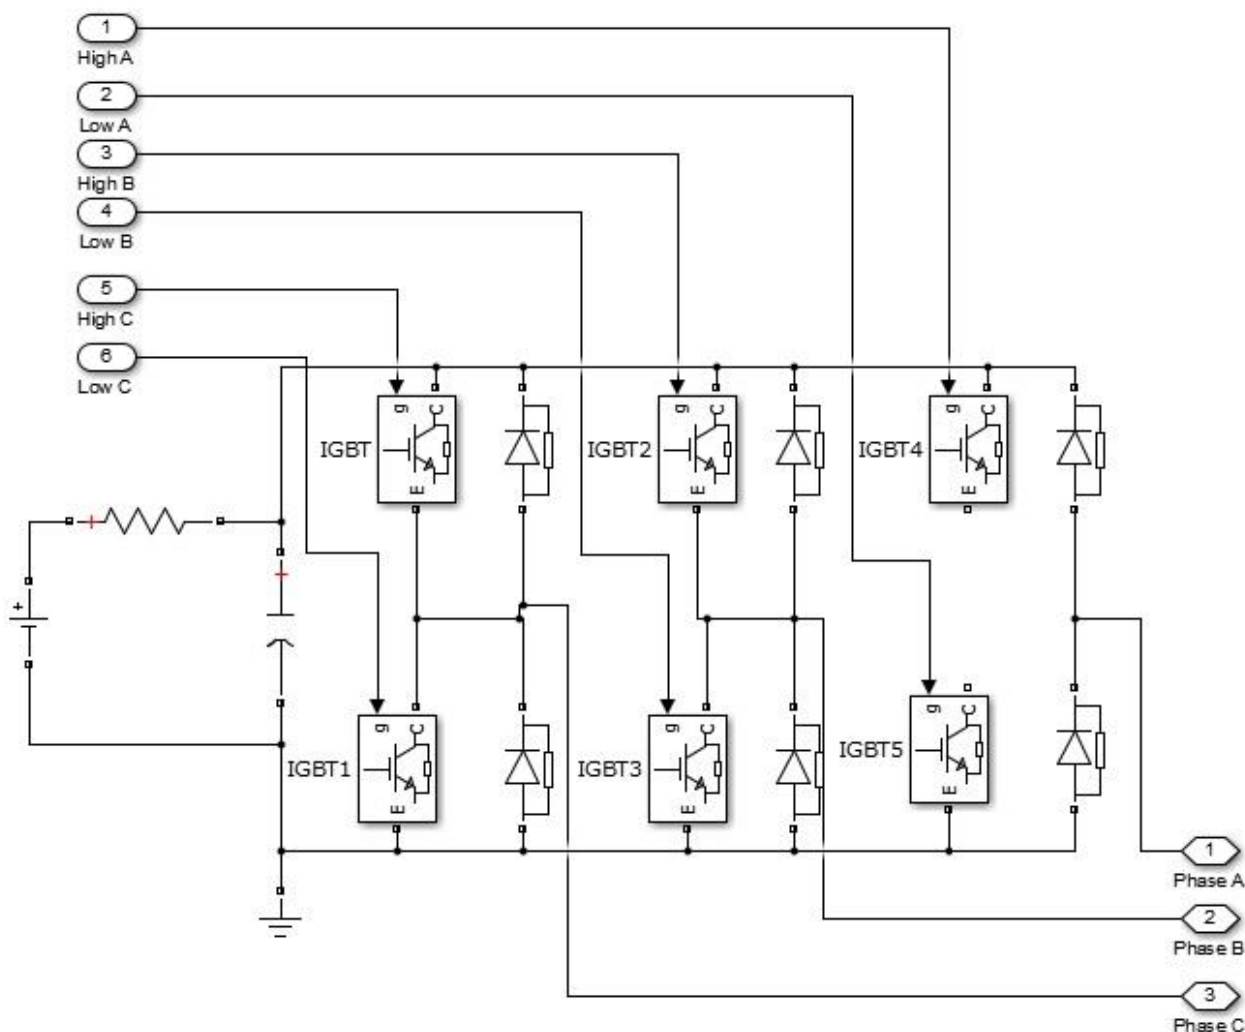 1
High A
2
Low A
3
High B
4
Low B
5
High C
6
Low C
g C
IGBT
E
g C
IGBT2
E
g C
IGBT4
E
+
+
+
g C
IGBT1
E
g C
IGBT3
E
g C
IGBT5
E
1
Phase A
2
Phase B
3
Phase C